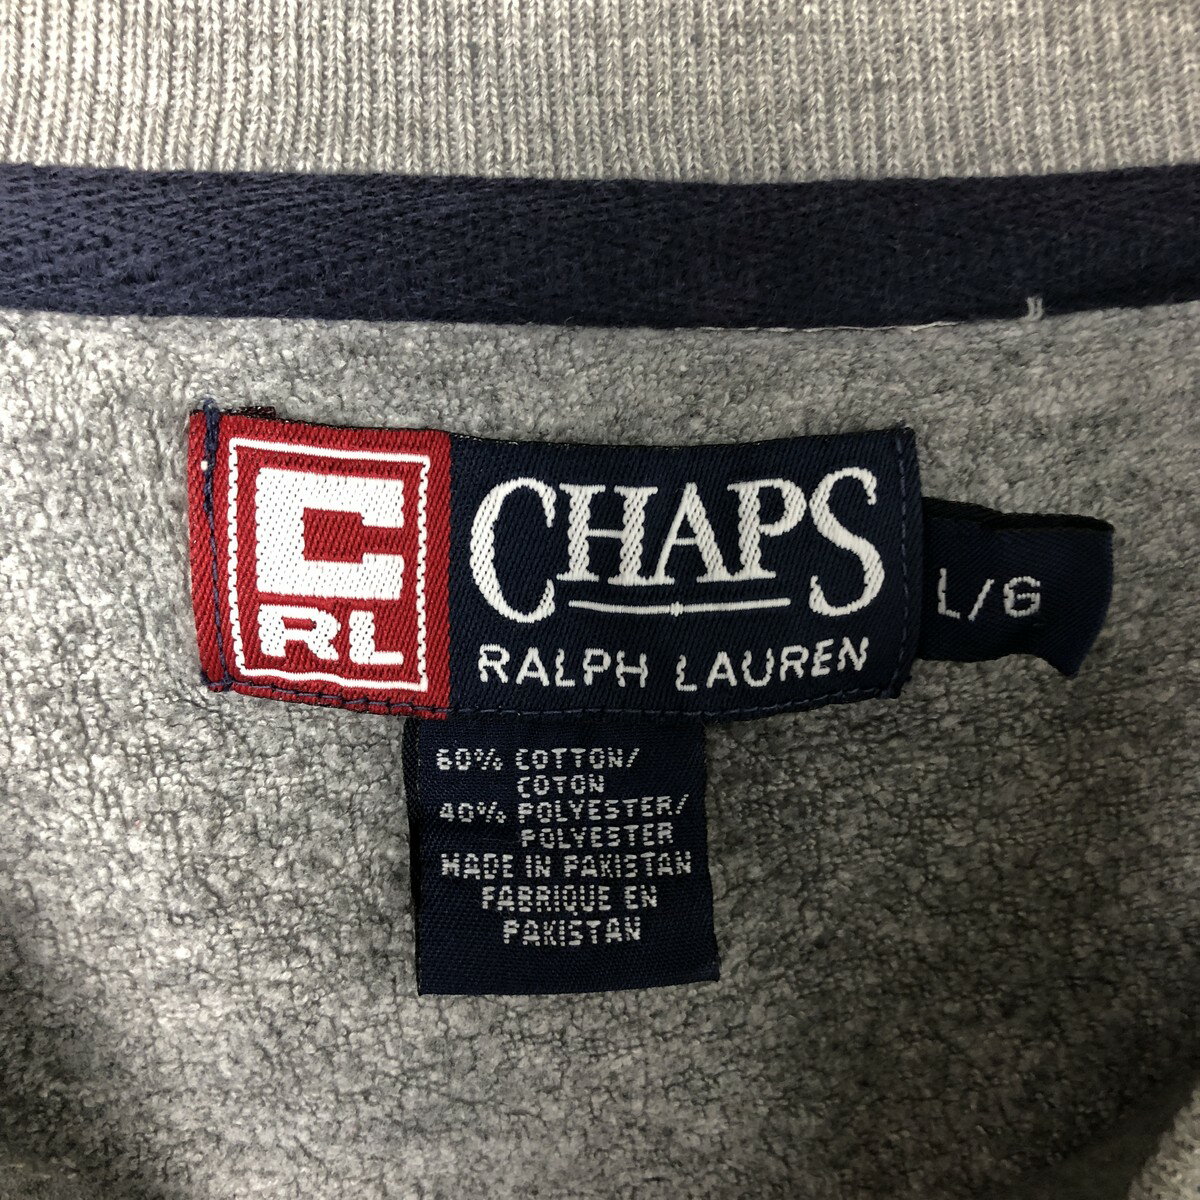 C
RL
CHAPS
RALPH LAUREN
L/G
60% COTTON/
COTON
40% POLYESTER/
POLYESTER
MADE IN PAKISTAN
FABRIQUE EN
PAKISTAN